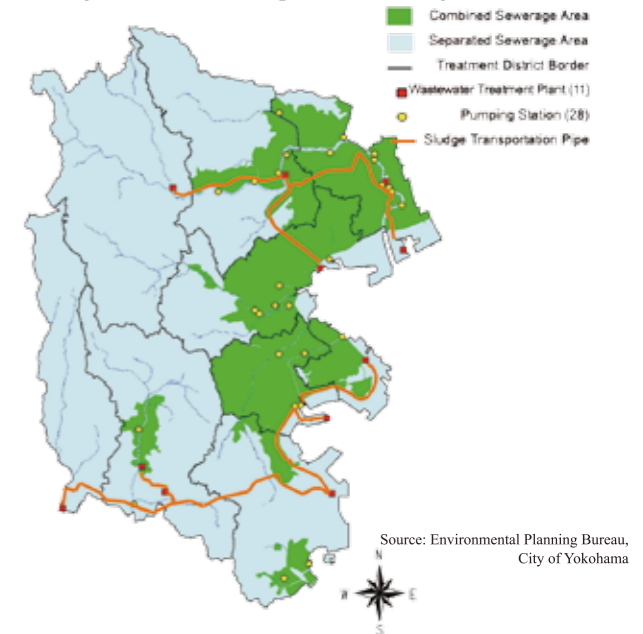 Combined Sewerage Area
Separated Sewerage Area
Treatment District Border
Wastewater Treatment Plant (11)
Pumping Station (28)
Sludge Transportation Pipe
Source: Environmental Planning Bureau,
City of Yokohama
N
W E
S